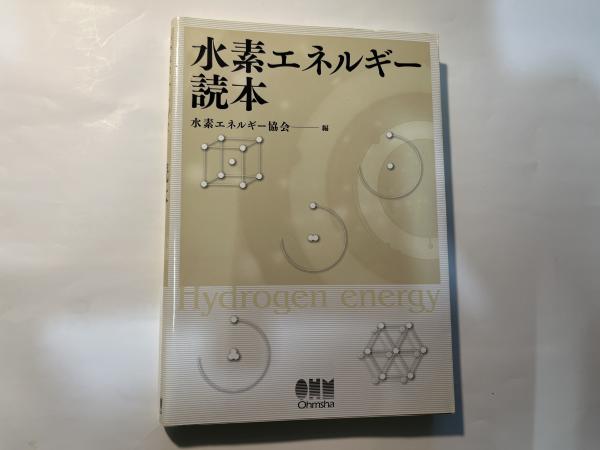 水素エネルギー
読本
水素エネルギー協会──編
Hydrogen energy
OHM
Ohmsha